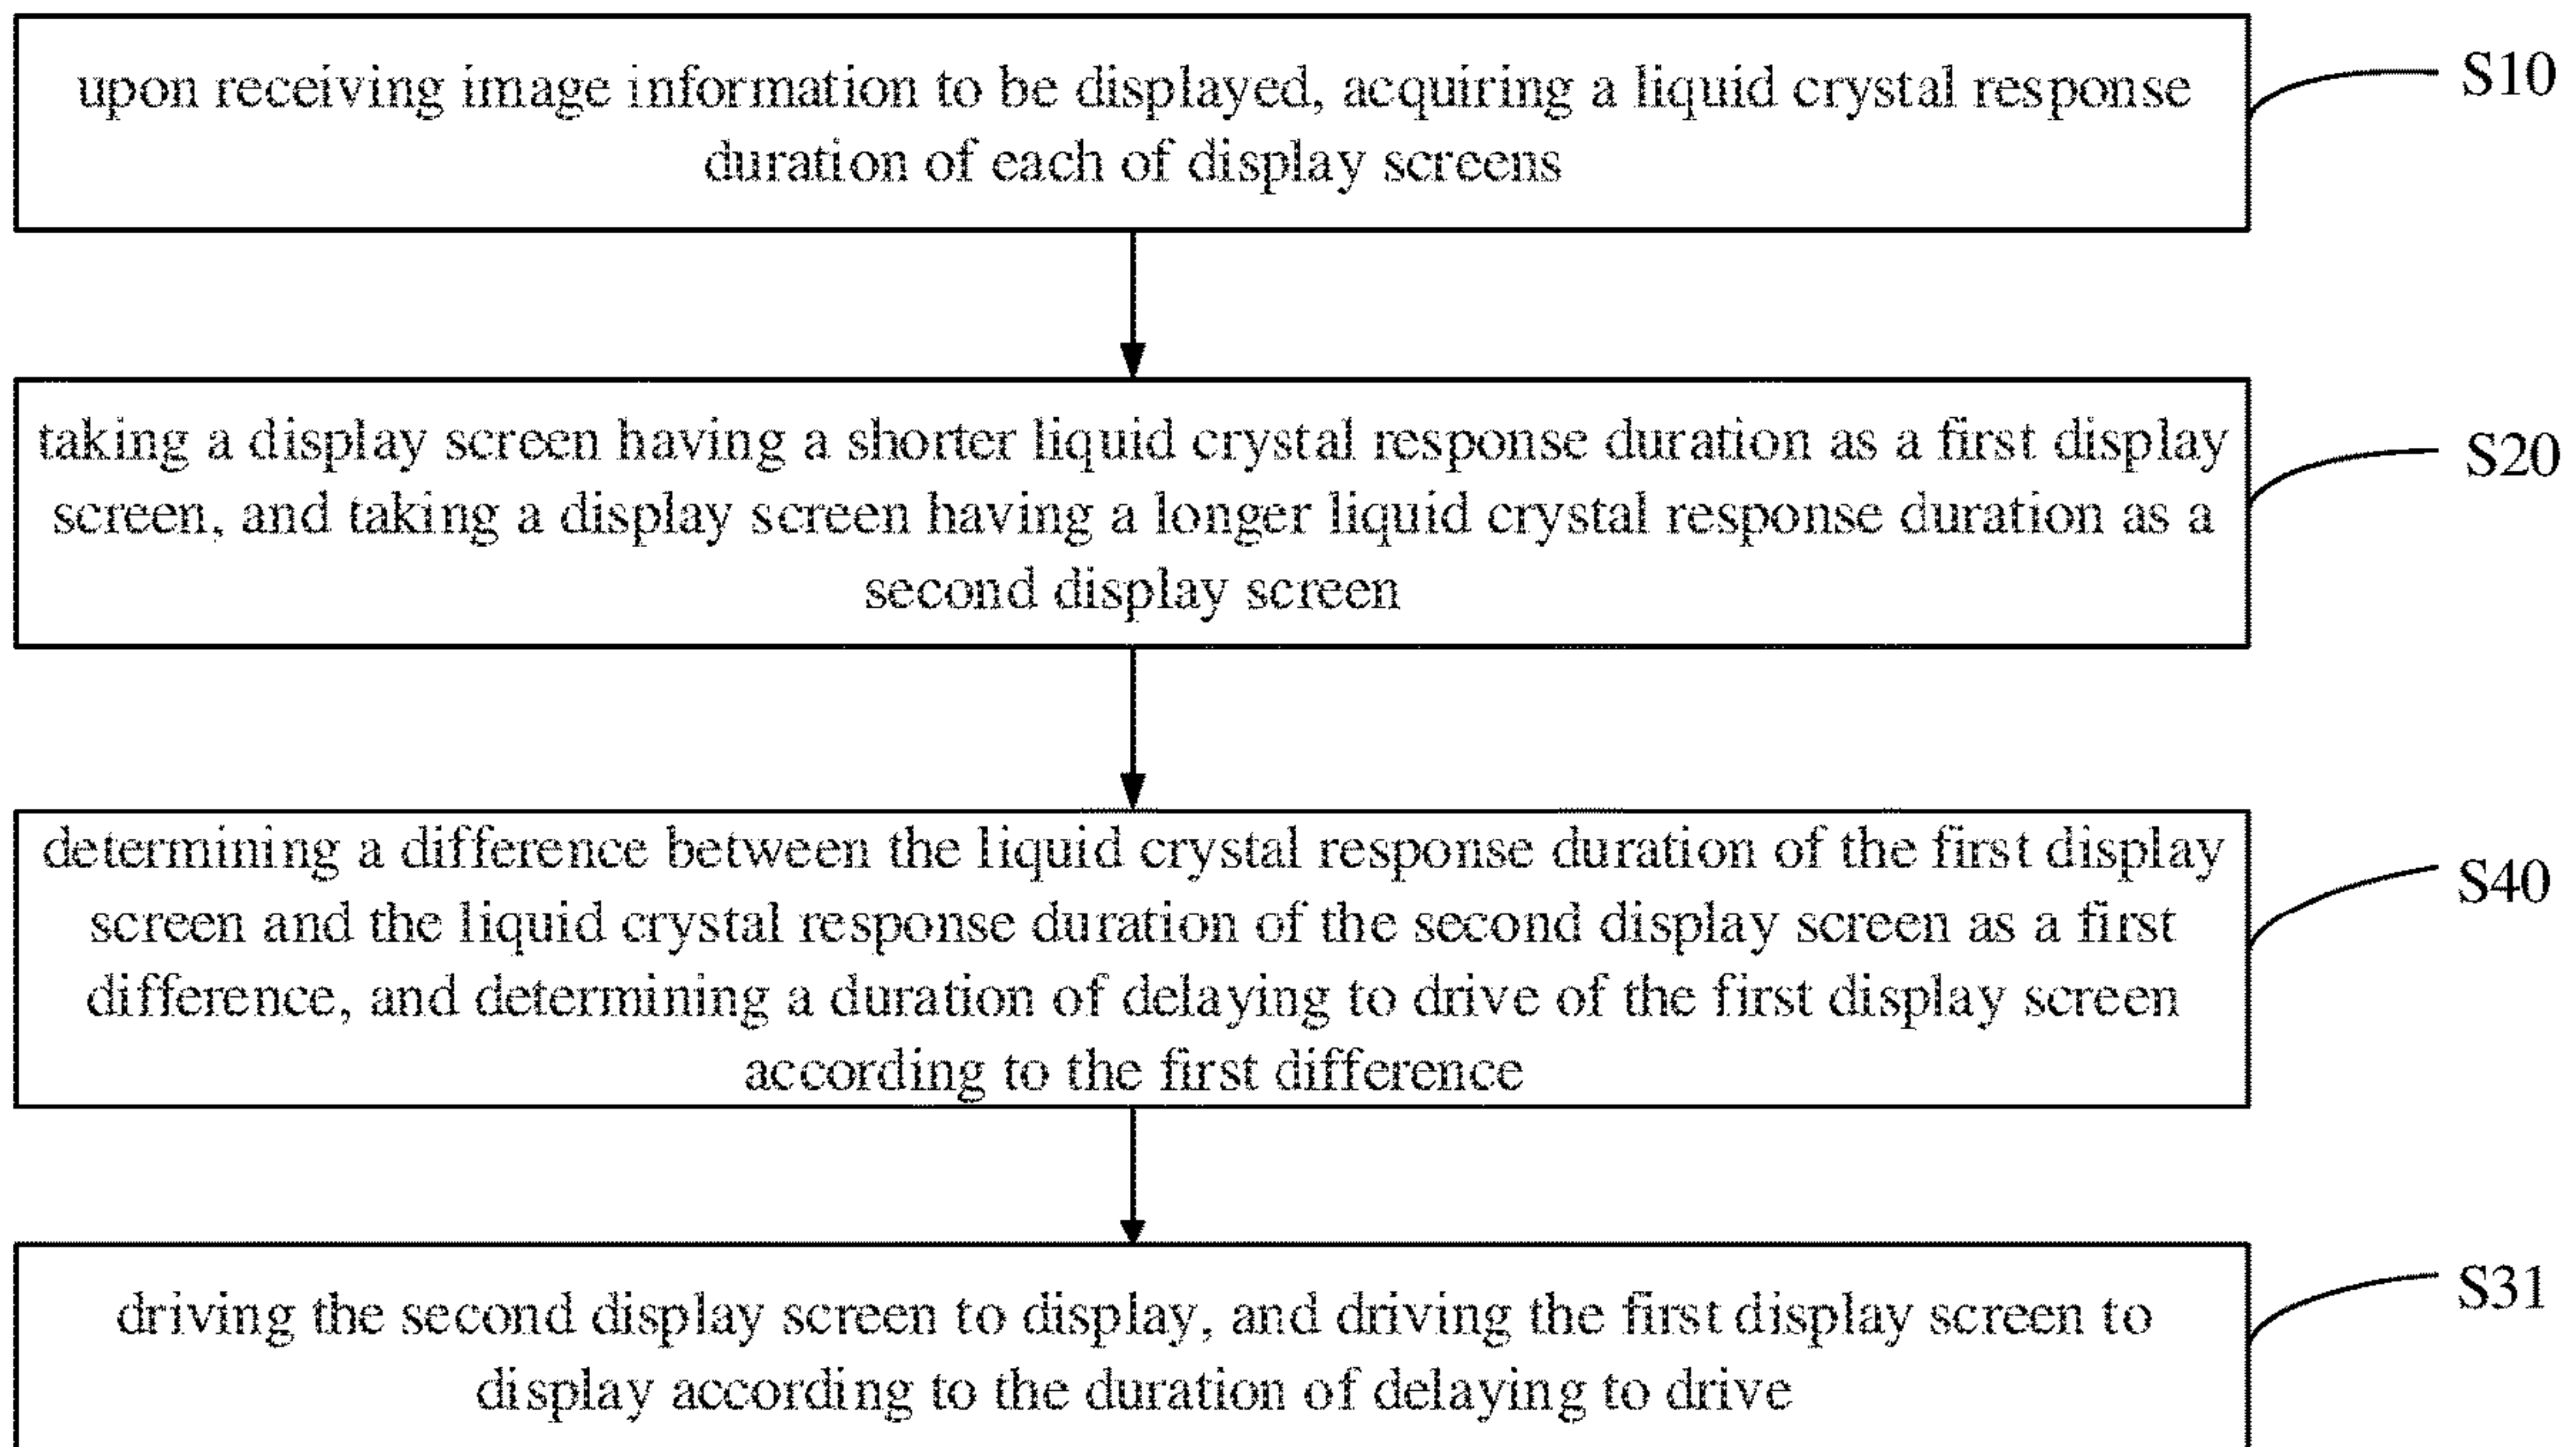 upon receiving image information to be displayed, acquiring a liquid crystal response
duration of each of display screens
S10
taking a display screen having a shorter liquid crystal response duration as a first display
screen, and taking a display screen having a longer liquid crystal response duration as a
second display screen
S20
determining a difference between the liquid crystal response duration of the first display
screen and the liquid crystal response duration of the second display screen as a first
difference, and determining a duration of delaying to drive of the first display screen
according to the first difference
S40
driving the second display screen to display, and driving the first display screen to
display according to the duration of delaying to drive
S31